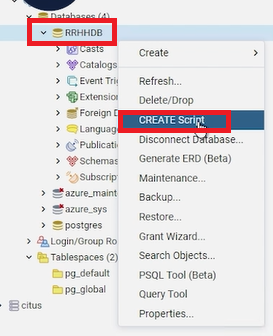 Databases (4)
RRHHDB
Casts
Catalogs
Event Trig
Extension
Foreign D
Languag
Publicatio
Schemas
Subscrip
azure_maint
azure_sys
postgres
Login/Group Ro
Tablespaces (2)
pg_default
pg_global
citus
Create
Refresh...
Delete/Drop
CREATE Script
Disconnect Database...
Generate ERD (Beta)
Maintenance...
Backup...
Restore...
Grant Wizard...
Search Objects...
PSQL Tool (Beta)
Query Tool
Properties...